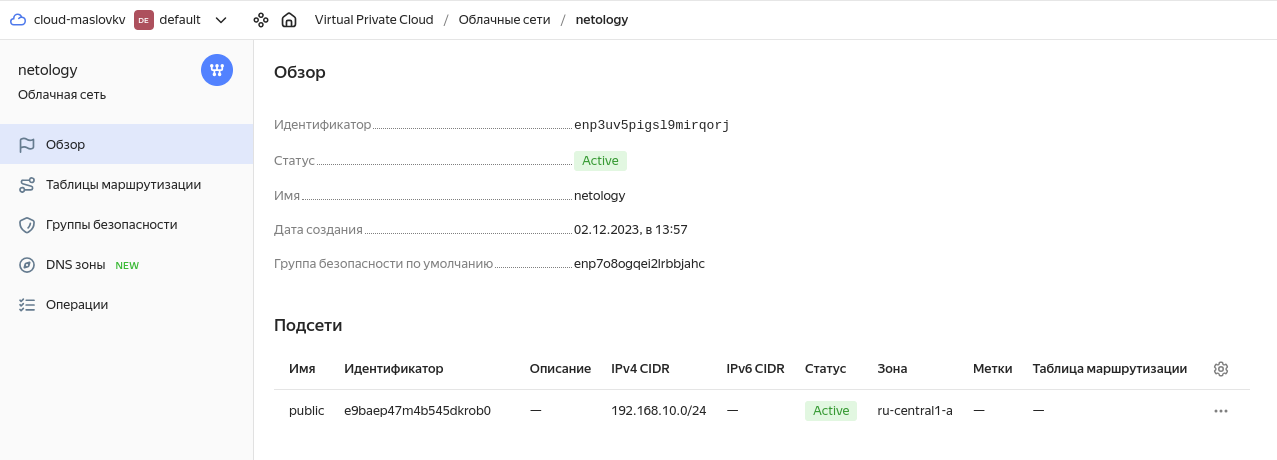 cloud-maslovkv DE default Virtual Private Cloud / Облачные сети / netology
netology
Облачная сеть
Обзор
Таблицы маршрутизации
Группы безопасности
DNS зоны NEW
Операции
Обзор
Идентификатор enp3uv5pigsl9mirqorj
Статус Active
Имя netology
Дата создания 02.12.2023, в 13:57
Группа безопасности по умолчанию enp7o8ogqei2lrbbjahc
Подсети
Имя Идентификатор Описание IPv4 CIDR IPv6 CIDR Статус Зона Метки Таблица маршрутизации
public e9baep47m4b545dkrob0 — 192.168.10.0/24 — Active ru-central1-a — —